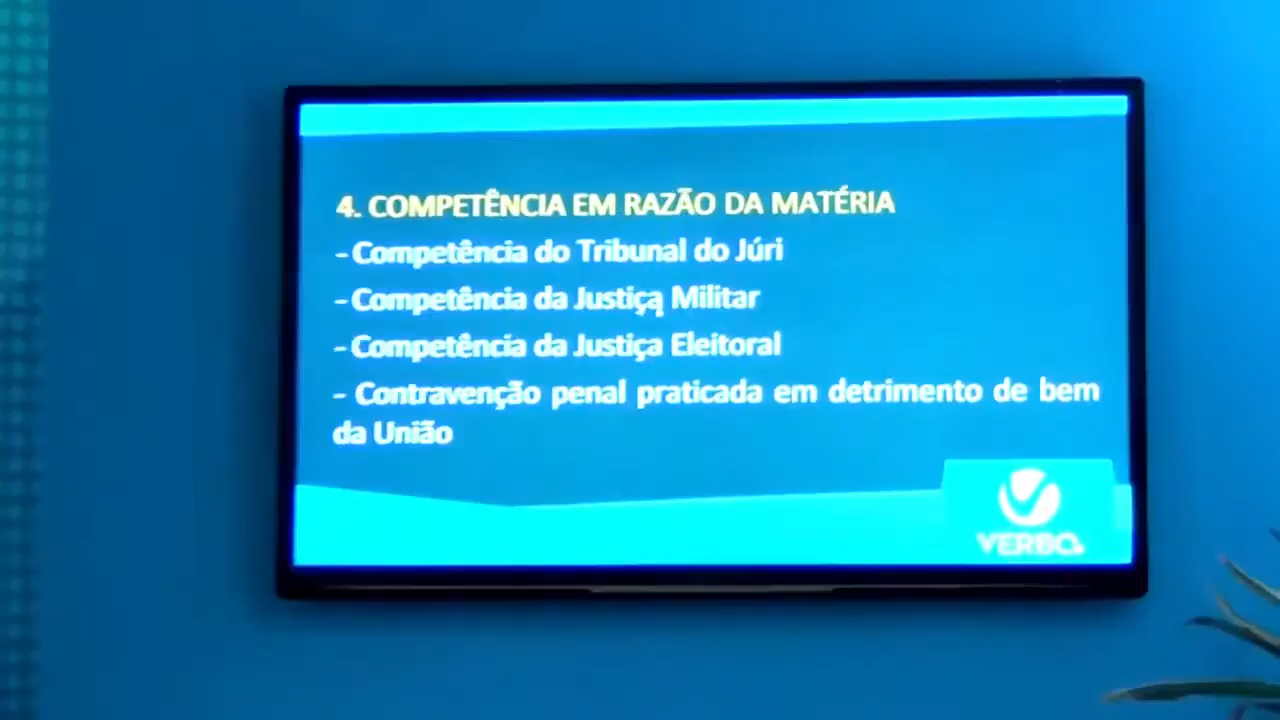 4. COMPETÊNCIA EM RAZÃO DA MATÉRIA
- Competência do Tribunal do Júri
- Competência da Justiça Militar
- Competência da Justiça Eleitoral
- Contravenção penal praticada em detrimento de bem
da União
VERBO